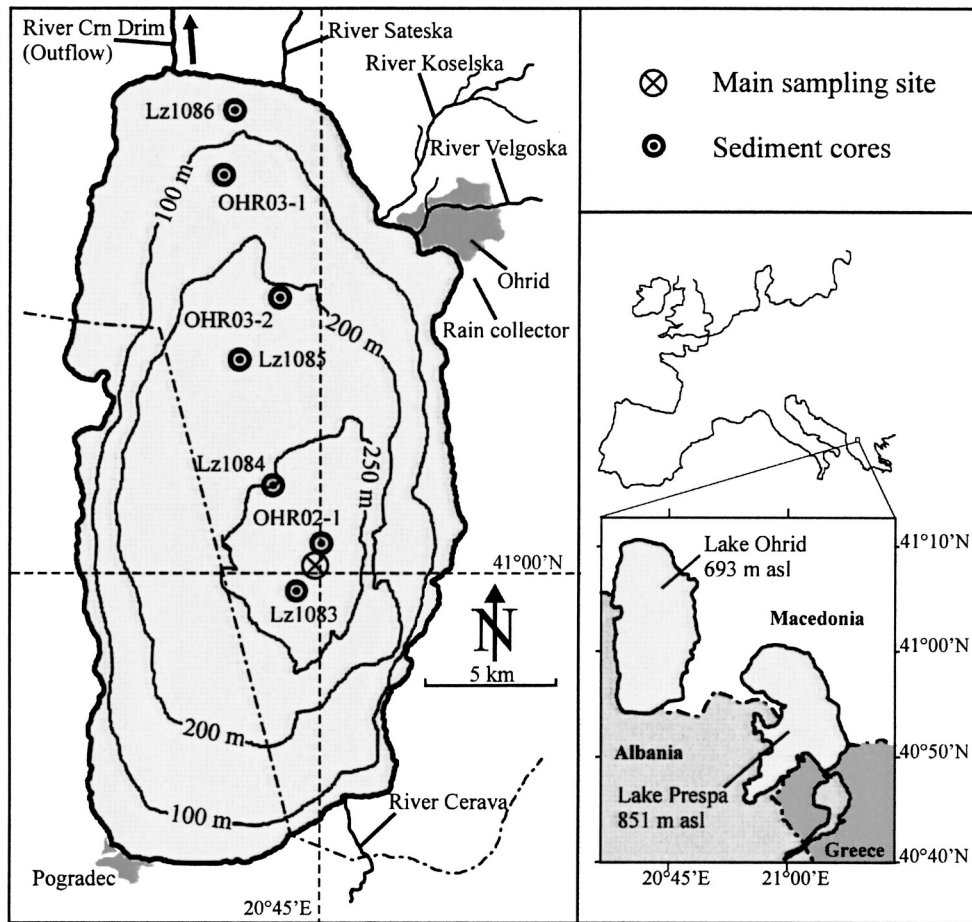 River Crn Drim
(Outflow)
River Sateska
River Koselska
River Velgoska
Lz1086
100 m
OHR03-1
Ohrid
Rain collector
OHR03-2
200 m
Lz1085
Lz1084
250 m
OHR02-1
41°00'N
Lz1083
N
5 km
200 m
100 m
River Cerava
Pogradec
20°45'E
Main sampling site
Sediment cores
Lake Ohrid
693 m asl
41°10'N
Macedonia
41°00'N
Albania
40°50'N
Lake Prespa
851 m asl
Greece
40°40'N
20°45'E
21°00'E